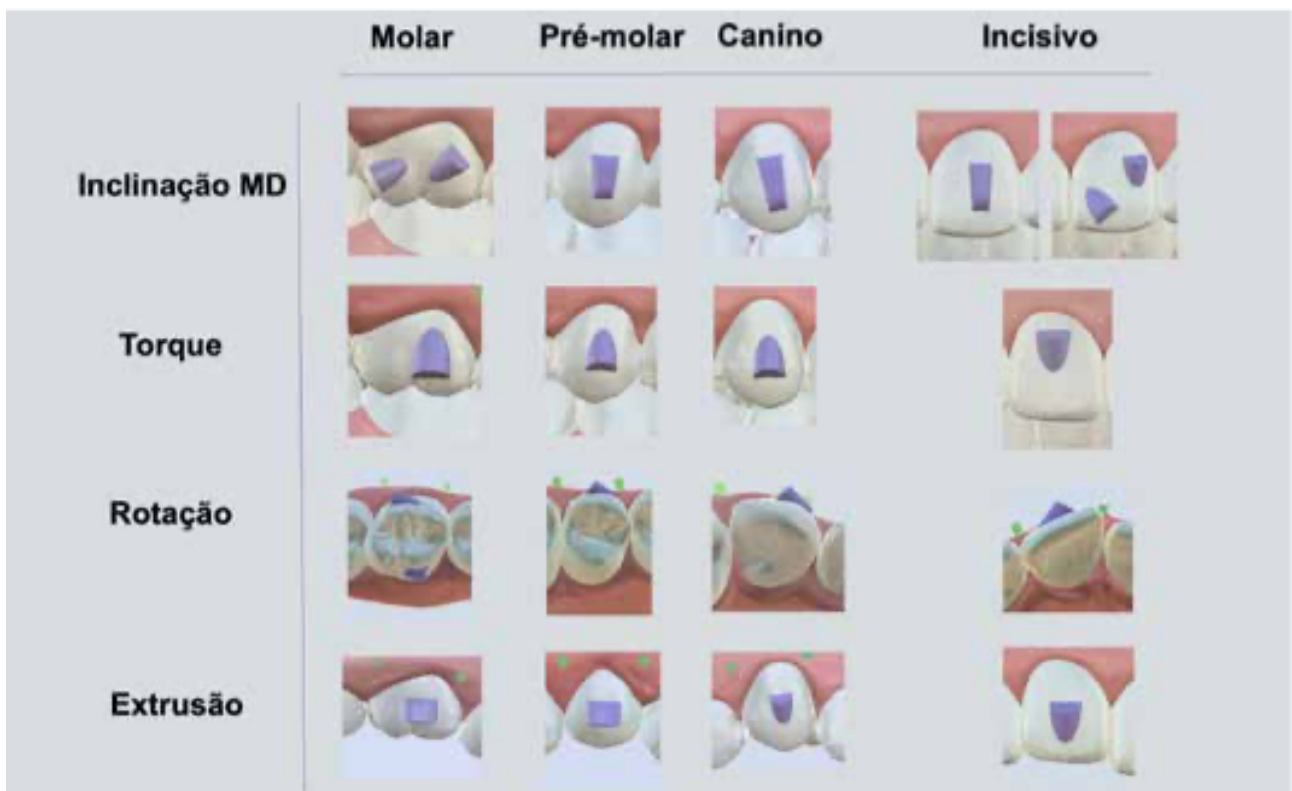 Molar Pré-molar Canino Incisivo
Inclinação MD
Torque
Rotação
Extrusão